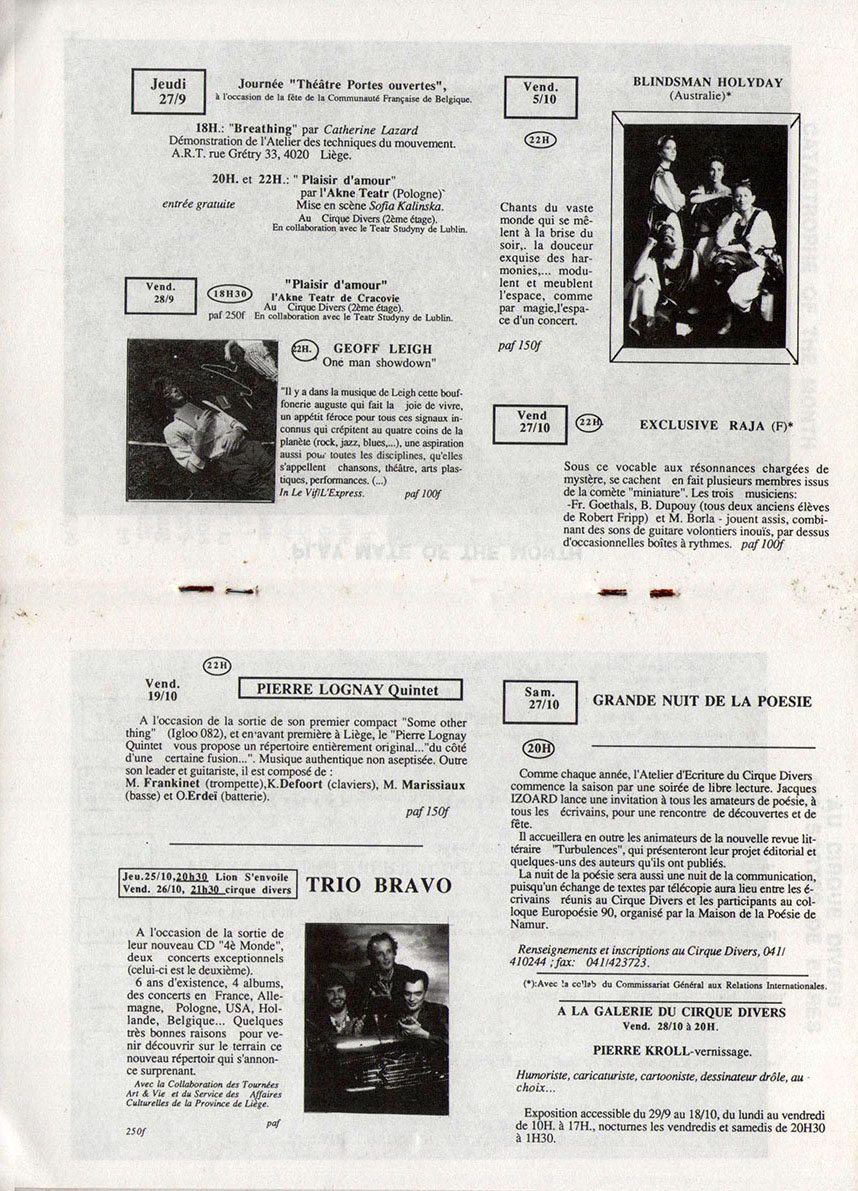 Jeudi
27/9
Journée "Théâtre Portes ouvertes",
à l'occasion de la fête de la Communauté Française de Belgique.
18H.: "Breathing" par Catherine Lazard
Démonstration de l'Atelier des techniques du mouvement.
A.R.T. rue Grétry 33, 4020 Liège.
20H. et 22H.: " Plaisir d'amour"
par l'Akne Teatr (Pologne)
entrée gratuite
Mise en scène Sofia Kalinska.
Au Cirque Divers (2ème étage).
En collaboration avec le Teatr Studyny de Lublin.
Vend.
28/9
18H30
paf 250f
"Plaisir d'amour"
l'Akne Teatr de Cracovie
Au Cirque Divers (2ème étage).
En collaboration avec le Teatr Studyny de Lublin.
22H.
GEOFF LEIGH
One man showdown"
"Il y a dans la musique de Leigh cette bouf-
fonerie auguste qui fait la joie de vivre,
un appétit féroce pour tous ces signaux in-
connus qui crépitent au quatre coins de la
planète (rock, jazz, blues,...), une aspiration
aussi pour toutes les disciplines, qu'elles
s'appellent chansons, théâtre, arts plas-
tiques, performances. (...)
In Le Vif/L'Express. paf 100f
Vend.
5/10
22H
BLINDSMAN HOLYDAY
(Australie)*
Chants du vaste
monde qui se mê-
lent à la brise du
soir,. la douceur
exquise des har-
monies,... modu-
lent et meublent
l'espace, comme
par magie,l'espa-
ce d'un concert.
paf 150f
Vend
27/10
22H.
EXCLUSIVE RAJA (F)*
Sous ce vocable aux résonnances chargées de
mystère, se cachent en fait plusieurs membres issus
de la comète "miniature". Les trois musiciens:
-Fr. Goethals, B. Dupouy (tous deux anciens élèves
de Robert Fripp) et M. Borla - jouent assis, combi-
nant des sons de guitare volontiers inouïs, par dessus
d'occasionnelles boîtes à rythmes. paf 100f
PLAY MATE OF THE MONTH
22H
Vend.
19/10
PIERRE LOGNAY Quintet
A l'occasion de la sortie de son premier compact "Some other
thing" (Igloo 082), et en avant première à Liège, le "Pierre Lognay
Quintet vous propose un répertoire entièrement original..."du côté
d'une certaine fusion...". Musique authentique non aseptisée. Outre
son leader et guitariste, il est composé de :
M. Frankinet (trompette),K.Defoort (claviers), M. Marissiaux
(basse) et O.Erdeï (batterie).
paf 150f
Jeu.25/10,20h30 Lion S'envoile
Vend. 26/10, 21h30 cirque divers
TRIO BRAVO
A l'occasion de la sortie de
leur nouveau CD "4è Monde",
deux concerts exceptionnels
(celui-ci est le deuxième).
6 ans d'existence, 4 albums,
des concerts en France, Alle-
magne, Pologne, USA, Hol-
lande, Belgique... Quelques
très bonnes raisons pour ve-
nir découvrir sur le terrain ce
nouveau répertoir qui s'annon-
ce surprenant.
Avec la Collaboration des Tournées
Art & Vie et du Service des Affaires
Culturelles de la Province de Liège.
paf
250f
Sam.
27/10
GRANDE NUIT DE LA POESIE
20H
Comme chaque année, l'Atelier d'Ecriture du Cirque Divers
commence la saison par une soirée de libre lecture. Jacques
IZOARD lance une invitation à tous les amateurs de poésie, à
tous les écrivains, pour une rencontre de découvertes et de
fête.
Il accueillera en outre les animateurs de la nouvelle revue lit-
téraire "Turbulences", qui présenteront leur projet éditorial et
quelques-uns des auteurs qu'ils ont publiés.
La nuit de la poésie sera aussi une nuit de la communication,
puisqu'un échange de textes par télécopie aura lieu entre les é-
crivains réunis au Cirque Divers et les participants au col-
loque Europoésie 90, organisé par la Maison de la Poésie de
Namur.
Renseignements et inscriptions au Cirque Divers, 041/
410244 ;fax: 041/423723.
(*):Avec la collab du Commissariat Général aux Relations Internationales.
A LA GALERIE DU CIRQUE DIVERS
Vend. 28/10 à 20H.
PIERRE KROLL-vernissage.
Humoriste, caricaturiste, cartooniste, dessinateur drôle, au
choix...
Exposition accessible du 29/9 au 18/10, du lundi au vendredi
de 10H. à 17H., nocturnes les vendredis et samedis de 20H30
à 1H30.